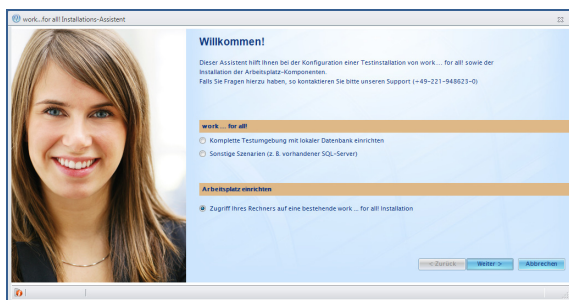 work...for all! Installations-Assistent
Willkommen!
Dieser Assistent hilft Ihnen bei der Konfiguration einer Testinstallation von work.... for all! sowie der
Installation der Arbeitsplatz-Komponenten.
Falls Sie Fragen hierzu haben, so kontaktieren Sie bitte unseren Support (+49-221-948623-0)
work.... for all!
Komplette Testumgebung mit lokaler Datenbank einrichten
Sonstige Szenarien (z. B. vorhandener SQL-Server)
Arbeitsplatz einrichten
Zugriff Ihres Rechners auf eine bestehende work ... for all! Installation
< Zurück Weiter > Abbrechen